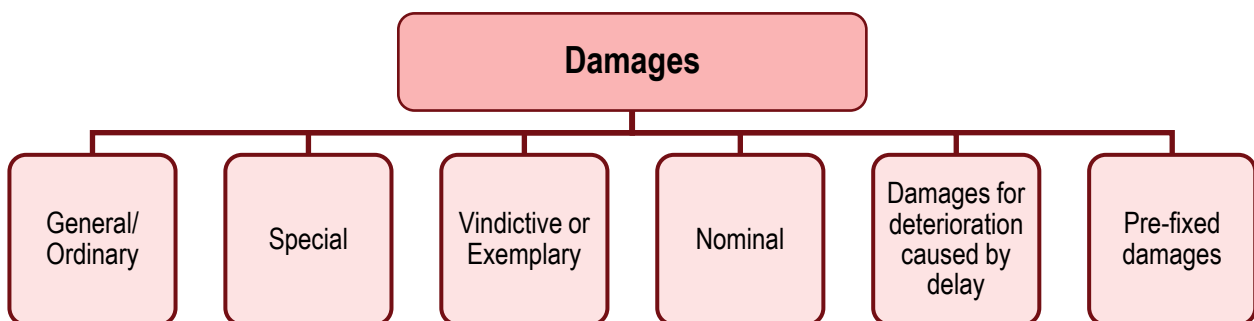 Damages
General/
Ordinary
Special
Vindictive or
Exemplary
Nominal
Damages for
deterioration
caused by
delay
Pre-fixed
damages